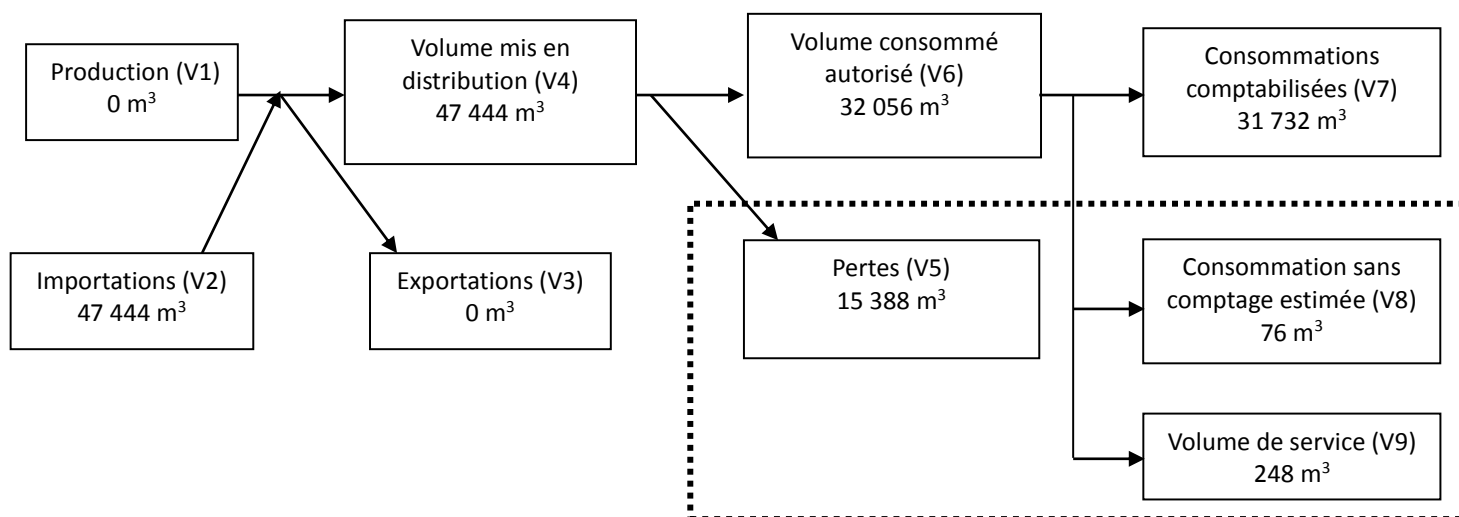 Production (V1)
0 m³
Volume mis en
distribution (V4)
47 444 m³
Volume consommé
autorisé (V6)
32 056 m³
Consommations
comptabilisées (V7)
31 732 m³
Importations (V2)
47 444 m³
Exportations (V3)
0 m³
Pertes (V5)
15 388 m³
Consommation sans
comptage estimée (V8)
76 m³
Volume de service (V9)
248 m³